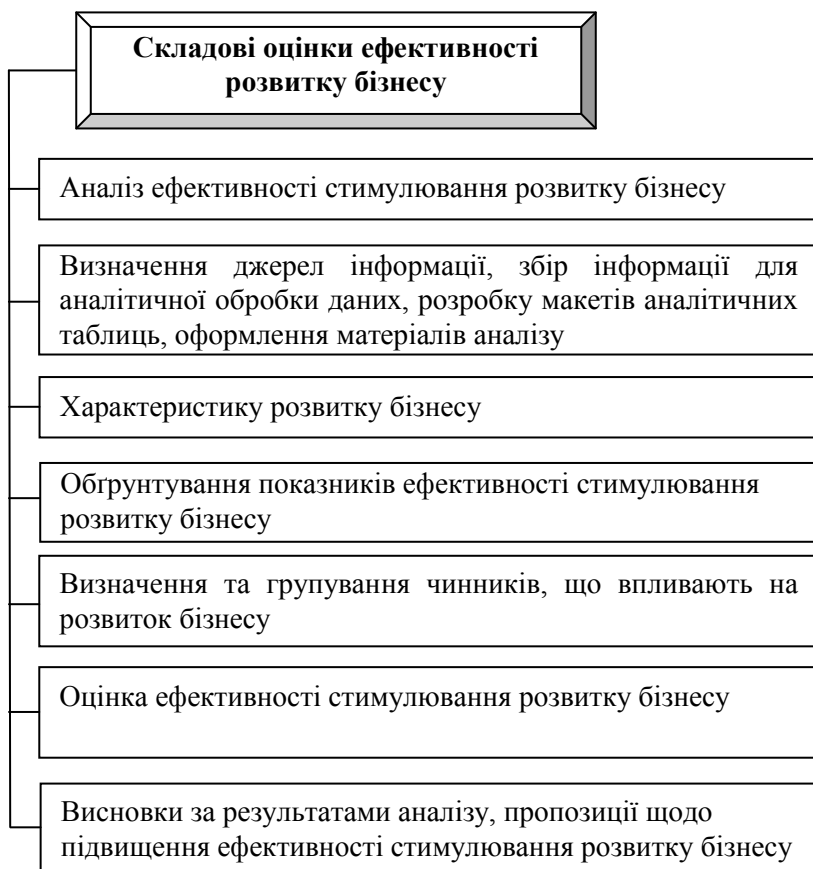 Складові оцінки ефективності
розвитку бізнесу
Аналіз ефективності стимулювання розвитку бізнесу
Визначення джерел інформації, збір інформації для
аналітичної обробки даних, розробку макетів аналітичних
таблиць, оформлення матеріалів аналізу
Характеристику розвитку бізнесу
Обґрунтування показників ефективності стимулювання
розвитку бізнесу
Визначення та групування чинників, що впливають на
розвиток бізнесу
Оцінка ефективності стимулювання розвитку бізнесу
Висновки за результатами аналізу, пропозиції щодо
підвищення ефективності стимулювання розвитку бізнесу